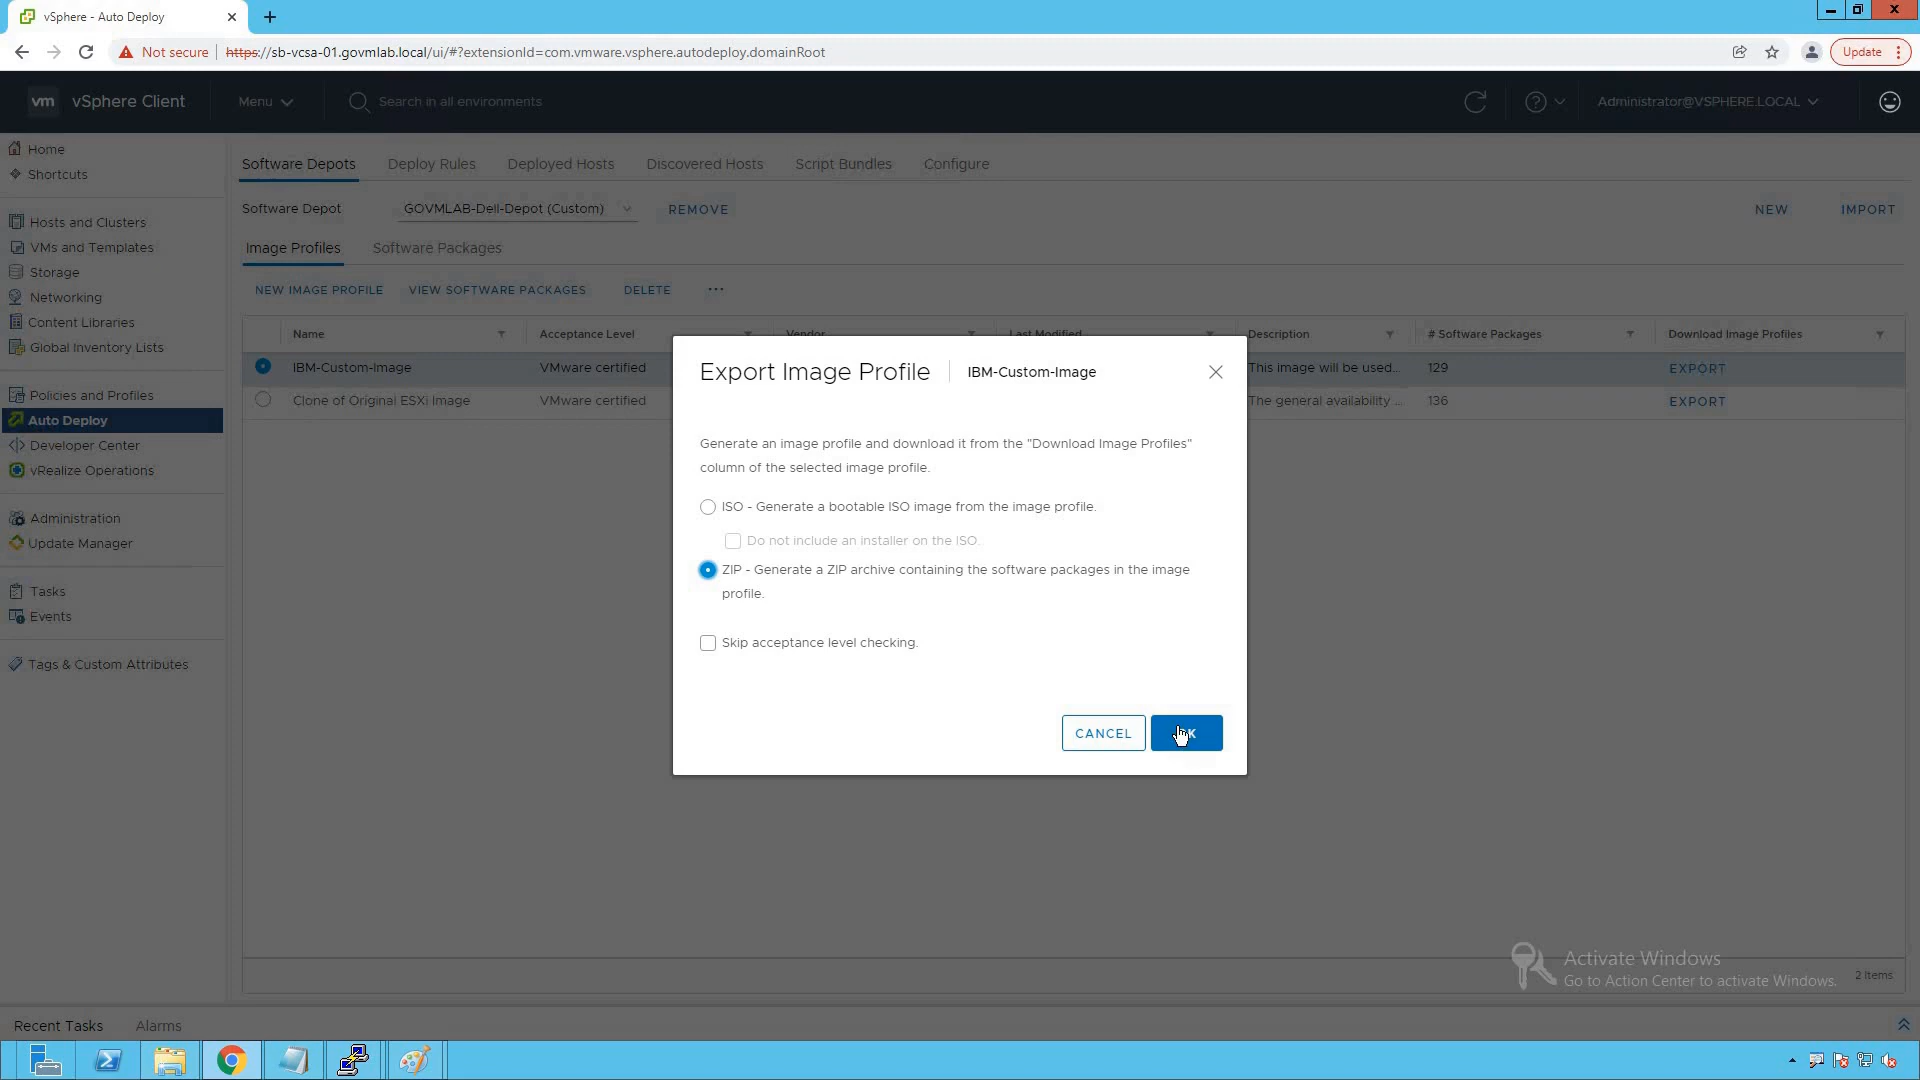 vSphere - Auto Deploy
Not secure
https://sb-vcsa-01.govmlab.local/ui/#?extensionId=com.vmware.vsphere.autodeploy.domainRoot
Update
vm vSphere Client
Menu
Search in all environments
Administrator@VSPHERE.LOCAL
Home
Shortcuts
Hosts and Clusters
VMs and Templates
Storage
Networking
Content Libraries
Global Inventory Lists
Policies and Profiles
Auto Deploy
Developer Center
vRealize Operations
Administration
Update Manager
Tasks
Events
Tags & Custom Attributes
Software Depots Deploy Rules Deployed Hosts Discovered Hosts Script Bundles Configure
Software Depot GOVMLAB-Dell-Depot (Custom) REMOVE NEW IMPORT
Image Profiles Software Packages
NEW IMAGE PROFILE VIEW SOFTWARE PACKAGES DELETE ...
Name Acceptance Level Vendor Last Modified Description # Software Packages Download Image Profiles
IBM-Custom-Image VMware certified This image will be used... 129 EXPORT
Clone of Original ESXi Image VMware certified The general availability ... 136 EXPORT
Export Image Profile IBM-Custom-Image
Generate an image profile and download it from the "Download Image Profiles"
column of the selected image profile.
ISO - Generate a bootable ISO image from the image profile.
Do not include an installer on the ISO.
ZIP - Generate a ZIP archive containing the software packages in the image
profile.
Skip acceptance level checking.
CANCEL
Activate Windows
Go to Action Center to activate Windows.
2 items
Recent Tasks Alarms